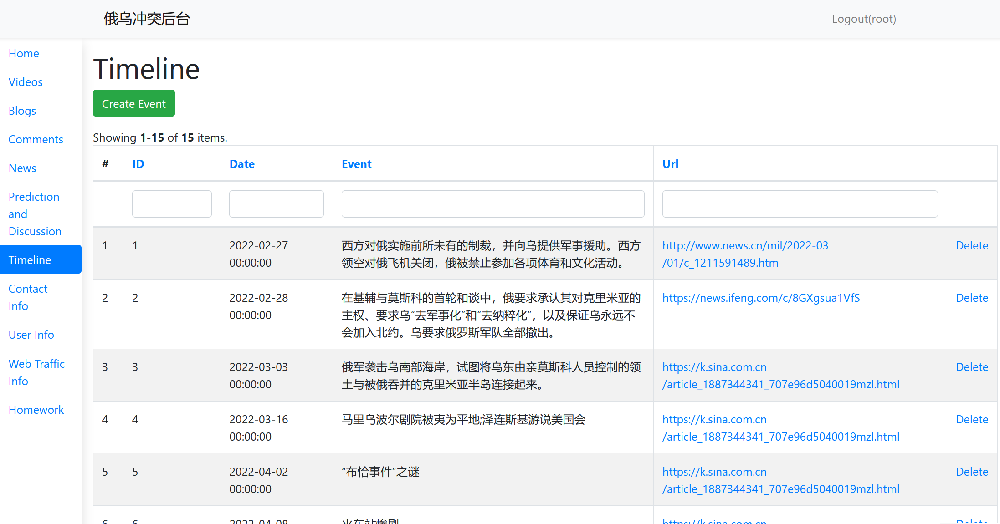 俄乌冲突后台
Logout(root)
Home
Videos
Blogs
Comments
News
Prediction
and
Discussion
Timeline
Contact
Info
User Info
Web Traffic
Info
Homework
Timeline
Create Event
Showing 1-15 of 15 items.
# ID Date Event Url
1 1 2022-02-27 西方对俄实施前所未有的制裁，并向乌提供军事援助。西方 http://www.news.cn/mil/2022-03 Delete
00:00:00 领空对俄飞机关闭，俄被禁止参加各项体育和文化活动。 /01/c_1211591489.htm
2 2 2022-02-28 在基辅与莫斯科的首轮和谈中，俄要求承认其对克里米亚的 https://news.ifeng.com/c/8GXgsua1VfS Delete
00:00:00 主权、要求乌“去军事化”和“去纳粹化”，以及保证乌永远不
会加入北约。乌要求俄罗斯军队全部撤出。
3 3 2022-03-03 俄军袭击乌南部海岸，试图将乌东由亲莫斯科人员控制的领 https://k.sina.com.cn Delete
00:00:00 土与被俄吞并的克里米亚半岛连接起来。 /article_1887344341_707e96d5040019mzl.html
4 4 2022-03-16 马里乌波尔剧院被夷为平地;泽连斯基游说美国会 https://k.sina.com.cn Delete
00:00:00 /article_1887344341_707e96d5040019mzl.html
5 5 2022-04-02 “布恰事件”之谜 https://k.sina.com.cn Delete
00:00:00 /article_1887344341_707e96d5040019mzl.html
6 6 2022-04-08 火车站惨剧 https://k.sina.com.cn Delete